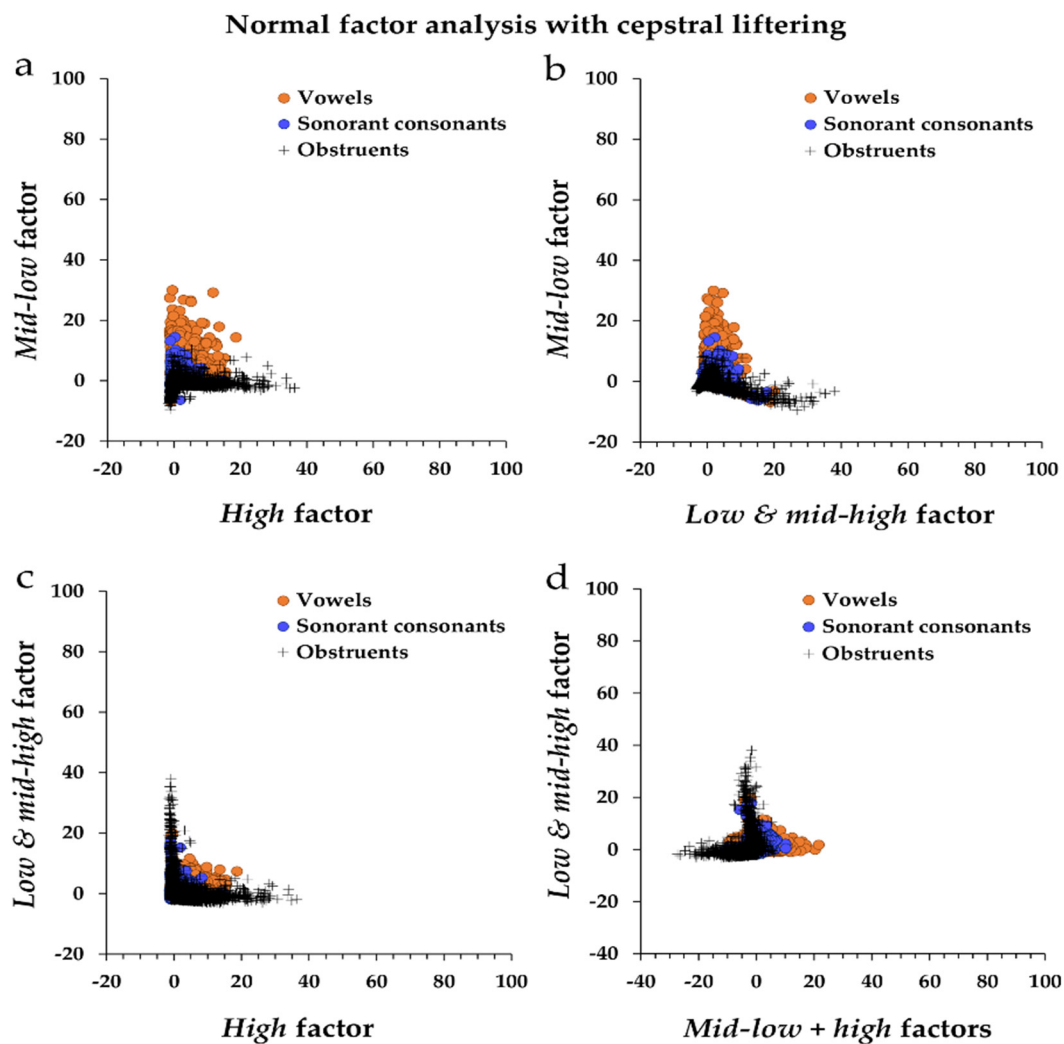 Normal factor analysis with cepstral liftering
a
100
80
60
40
20
0
-20
-20 0 20 40 60 80 100
Mid-low factor
High factor
Vowels
Sonorant consonants
Obstruents
b
100
80
60
40
20
0
-20
-20 0 20 40 60 80 100
Mid-low factor
Low & mid-high factor
Vowels
Sonorant consonants
Obstruents
c
100
80
60
40
20
0
-20
-20 0 20 40 60 80 100
Low & mid-high factor
High factor
Vowels
Sonorant consonants
Obstruents
d
100
80
60
40
20
0
-20
-40
-40 -20 0 20 40 60 80 100
Low & mid-high factor
Mid-low + high factors
Vowels
Sonorant consonants
Obstruents